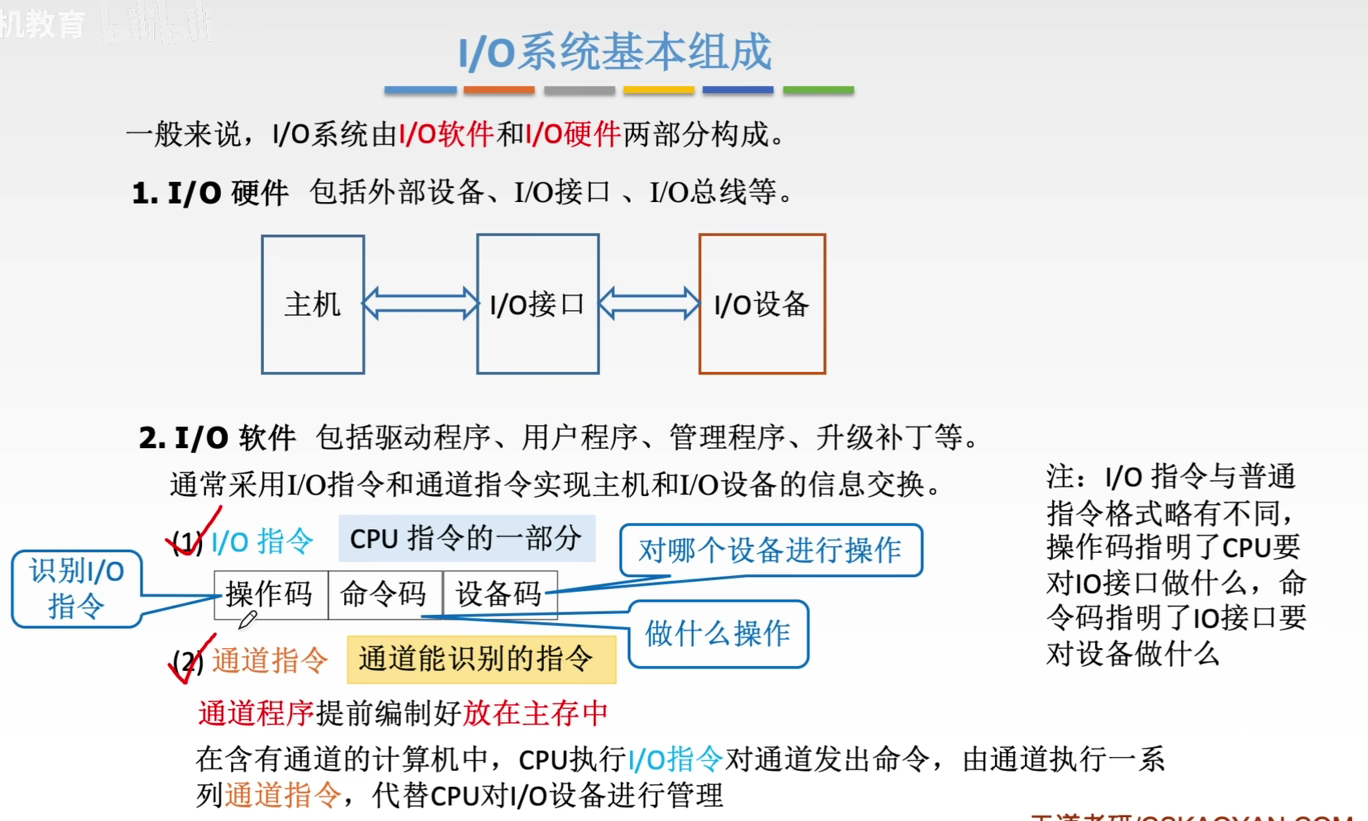 机教育
I/O系统基本组成
一般来说，I/O系统由I/O软件和I/O硬件两部分构成。
1. I/O 硬件 包括外部设备、I/O接口 、I/O总线等。
主机
I/O接口
I/O设备
2. I/O 软件 包括驱动程序、用户程序、管理程序、升级补丁等。
通常采用I/O指令和通道指令实现主机和I/O设备的信息交换。
(1) I/O 指令
CPU 指令的一部分
对哪个设备进行操作
识别I/O
指令
操作码 命令码 设备码
做什么操作
(2) 通道指令
通道能识别的指令
通道程序提前编制好放在主存中
在含有通道的计算机中，CPU执行I/O指令对通道发出命令，由通道执行一系
列通道指令，代替CPU对I/O设备进行管理
注：I/O 指令与普通
指令格式略有不同，
操作码指明了CPU要
对IO接口做什么，命
令码指明了IO接口要
对设备做什么